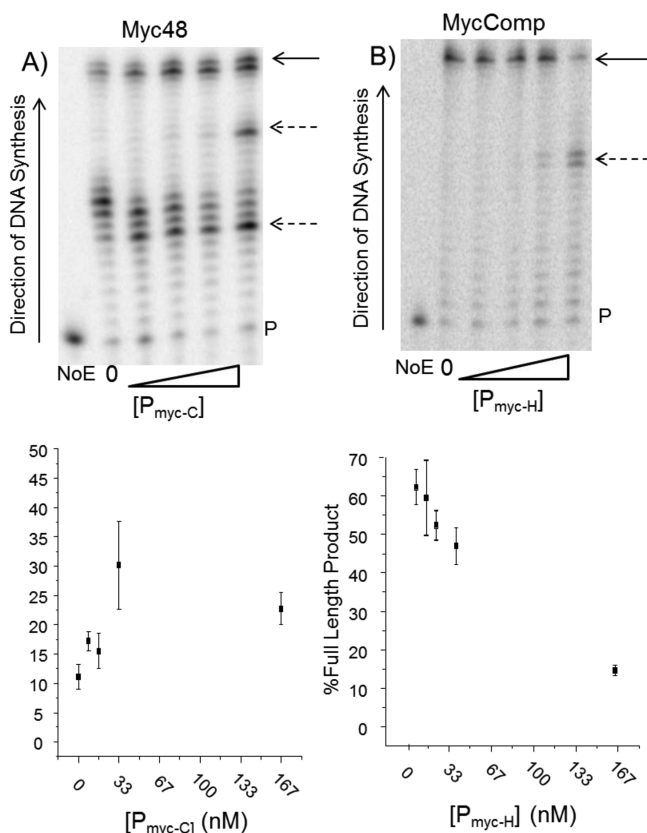 Myc48
A)
Direction of DNA Synthesis
P
NoE 0
[Pmyc-C]
MycComp
B)
Direction of DNA Synthesis
P
NoE 0
[Pmyc-H]
50
45
40
35
30
25
20
15
10
5
0
0 33 67 100 133 167
[Pmyc-C] (nM)
%Full Length Product
70
60
50
40
30
20
10
0
0 33 67 100 133 167
[Pmyc-H] (nM)